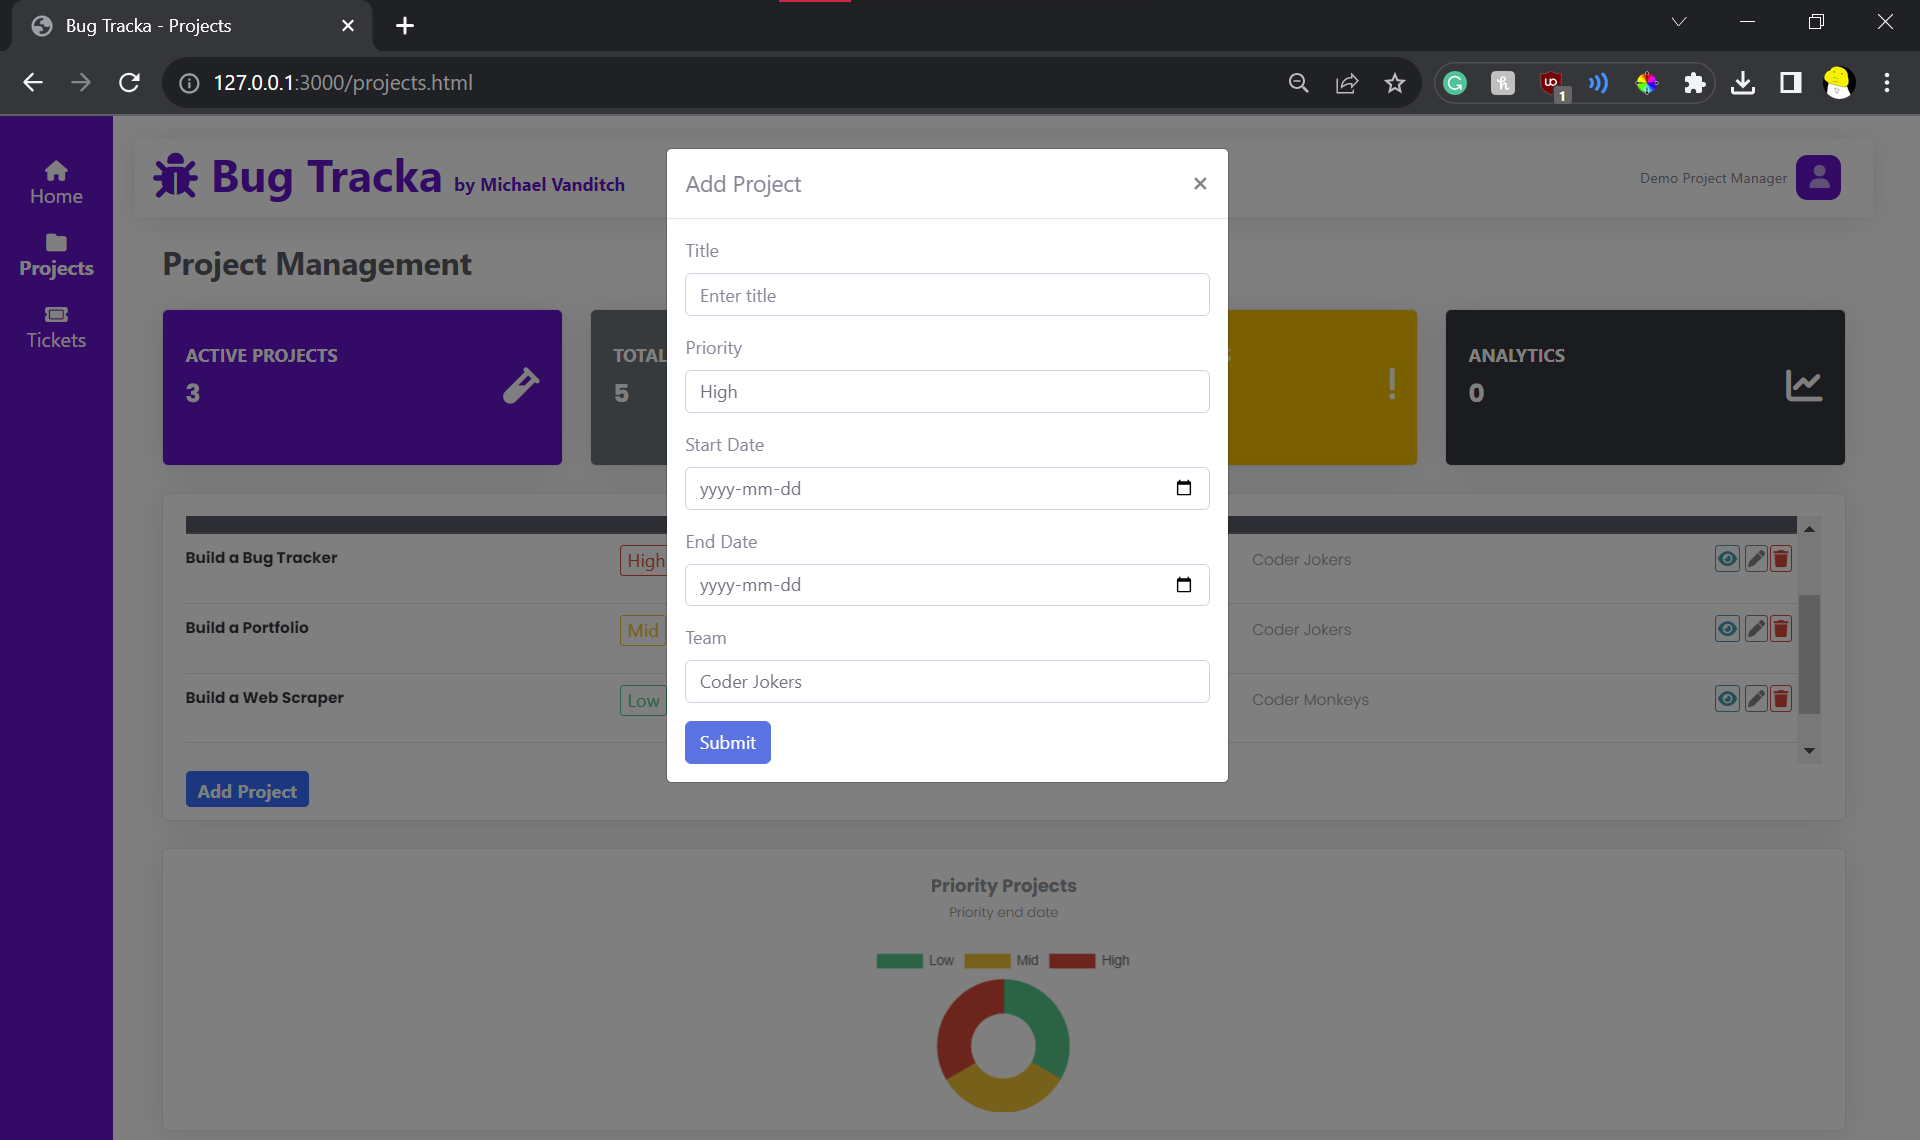 Bug Tracka - Projects
127.0.0.1:3000/projects.html
1
Home
Projects
Tickets
Bug Tracka by Michael Vanditch
Demo Project Manager
Project Management
ACTIVE PROJECTS
3
TOTAL
5
ANALYTICS
0
Build a Bug Tracker
High
Coder Jokers
Build a Portfolio
Mid
Coder Jokers
Build a Web Scraper
Low
Coder Monkeys
Add Project
Add Project
Title
Enter title
Priority
High
Start Date
yyyy-mm-dd
End Date
yyyy-mm-dd
Team
Coder Jokers
Submit
Priority Projects
Priority end date
Low Mid High